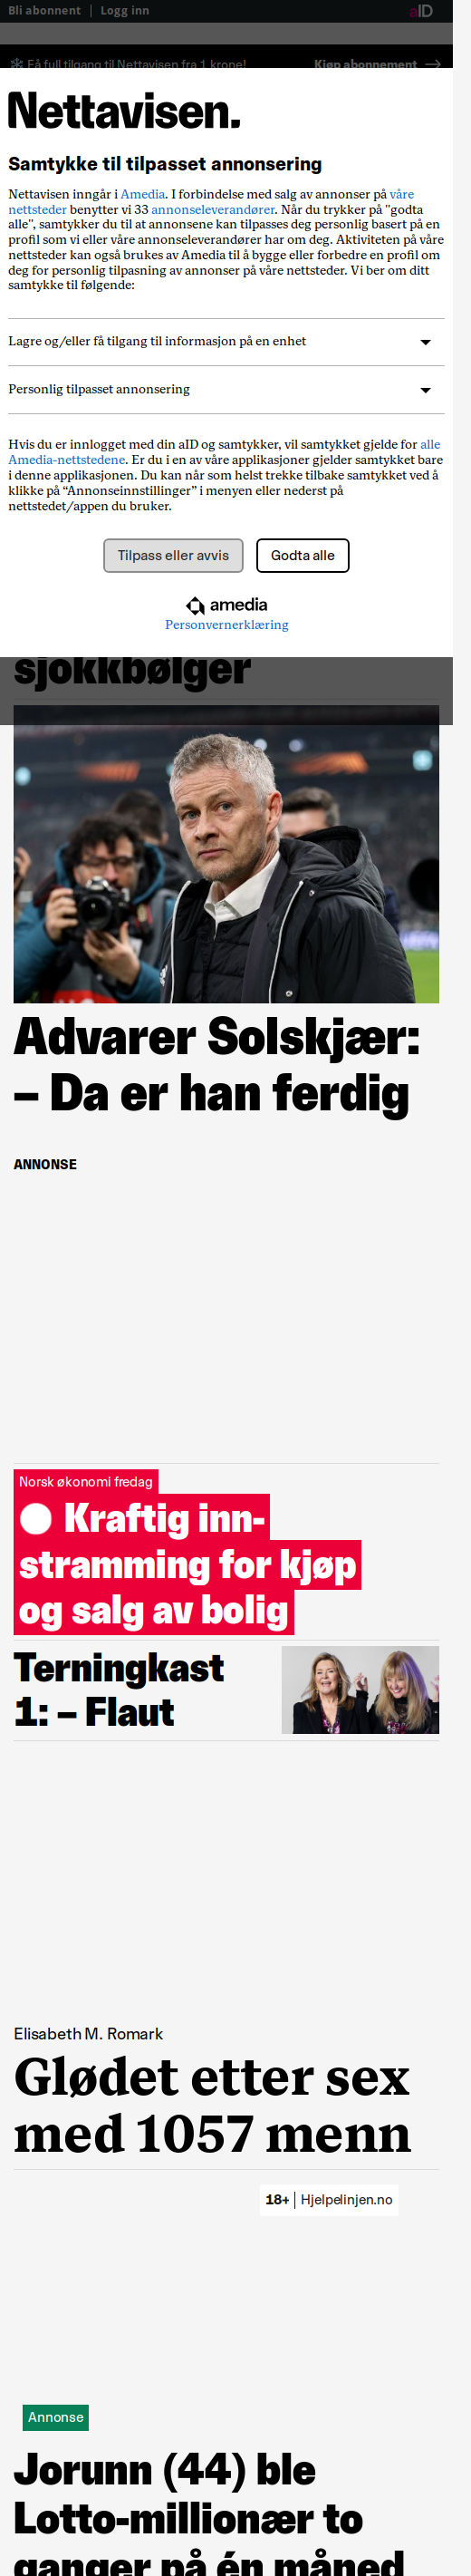 Bli abonnent | Logg inn
aID
❄ Få full tilgang til Nettavisen fra 1 krone!
Kjøp abonnement →
Nettavisen.
Samtykke til tilpasset annonsering
Nettavisen inngår i Amedia. I forbindelse med salg av annonser på våre
nettsteder benytter vi 33 annonseleverandører. Når du trykker på "godta
alle", samtykker du til at annonsene kan tilpasses deg personlig basert på en
profil som vi eller våre annonseleverandører har om deg. Aktiviteten på våre
nettsteder kan også brukes av Amedia til å bygge eller forbedre en profil om
deg for personlig tilpasning av annonser på våre nettsteder. Vi ber om ditt
samtykke til følgende:
Lagre og/eller få tilgang til informasjon på en enhet
Personlig tilpasset annonsering
Hvis du er innlogget med din aID og samtykker, vil samtykket gjelde for alle
Amedia-nettstedene. Er du i en av våre applikasjoner gjelder samtykket bare
i denne applikasjonen. Du kan når som helst trekke tilbake samtykket ved å
klikke på “Annonseinnstillinger” i menyen eller nederst på
nettstedet/appen du bruker.
Tilpass eller avvis
Godta alle
amedia
Personvernerklæring
sjokkbølger
Advarer Solskjær:
– Da er han ferdig
ANNONSE
Norsk økonomi fredag
Kraftig inn-
stramming for kjøp
og salg av bolig
Terningkast
1: – Flaut
Elisabeth M. Romark
Glødet etter sex
med 1057 menn
18+ | Hjelpelinjen.no
Annonse
Jorunn (44) ble
Lotto-millionær to
ganger på én måned